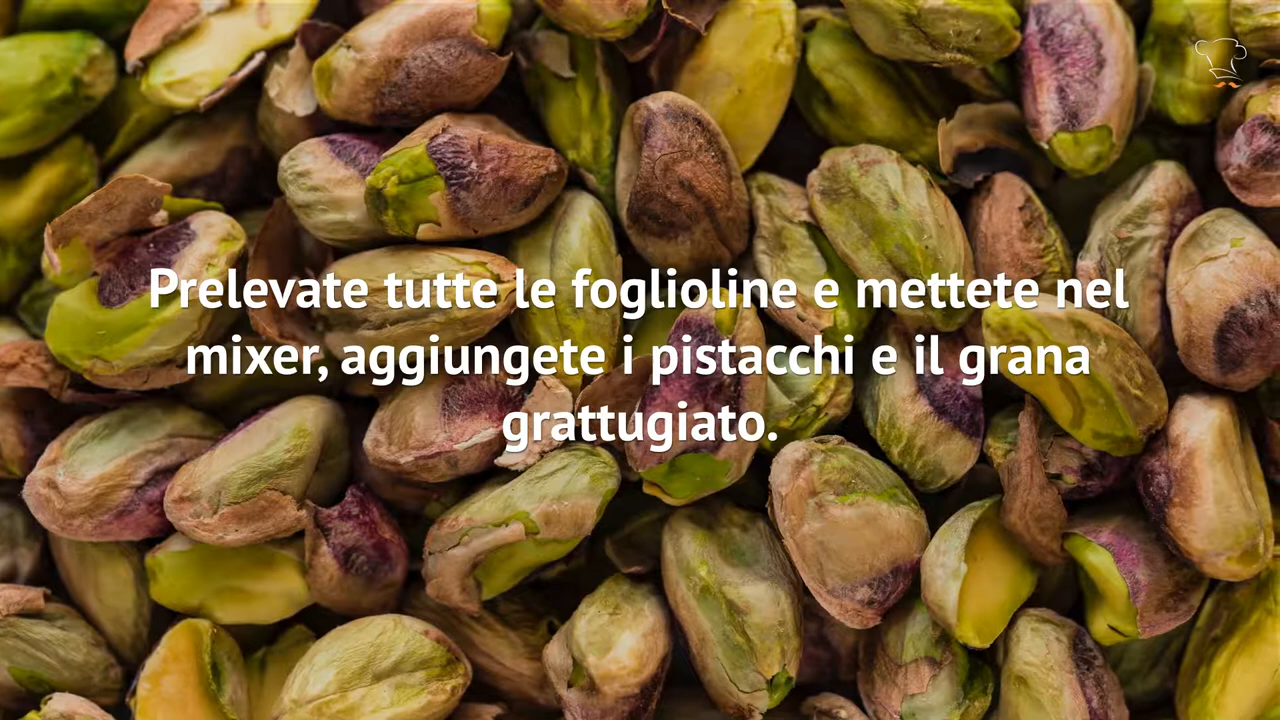 Prelevate tutte le foglioline e mettete nel
mixer, aggiungete i pistacchi e il grana
grattugiato.